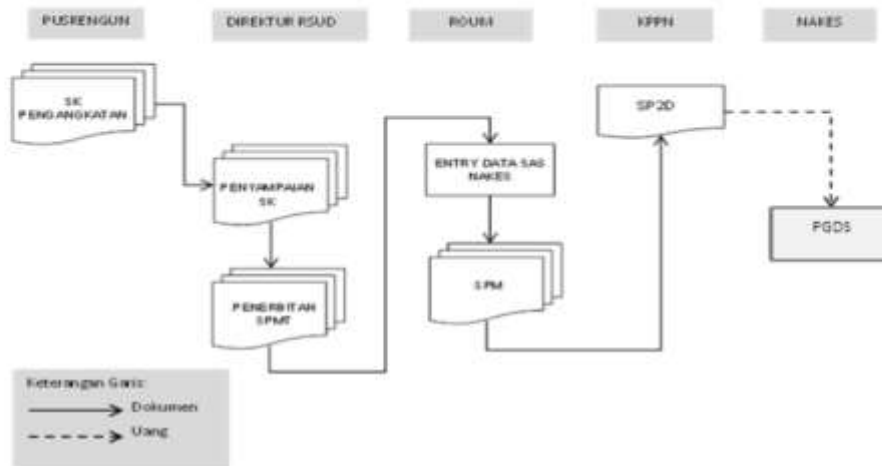 PUSRENGUN
DIREKTUR RSUD
ROUM
KPPN
NAKES
SK
PENGANGKATAN
PENYAMPAIAN
SK
PENERBITAN
SPMT
ENTRY DATA SAS
NAKES
SPM
SP2D
PGDS
Keterangan Garis:
Dokumen
Uang